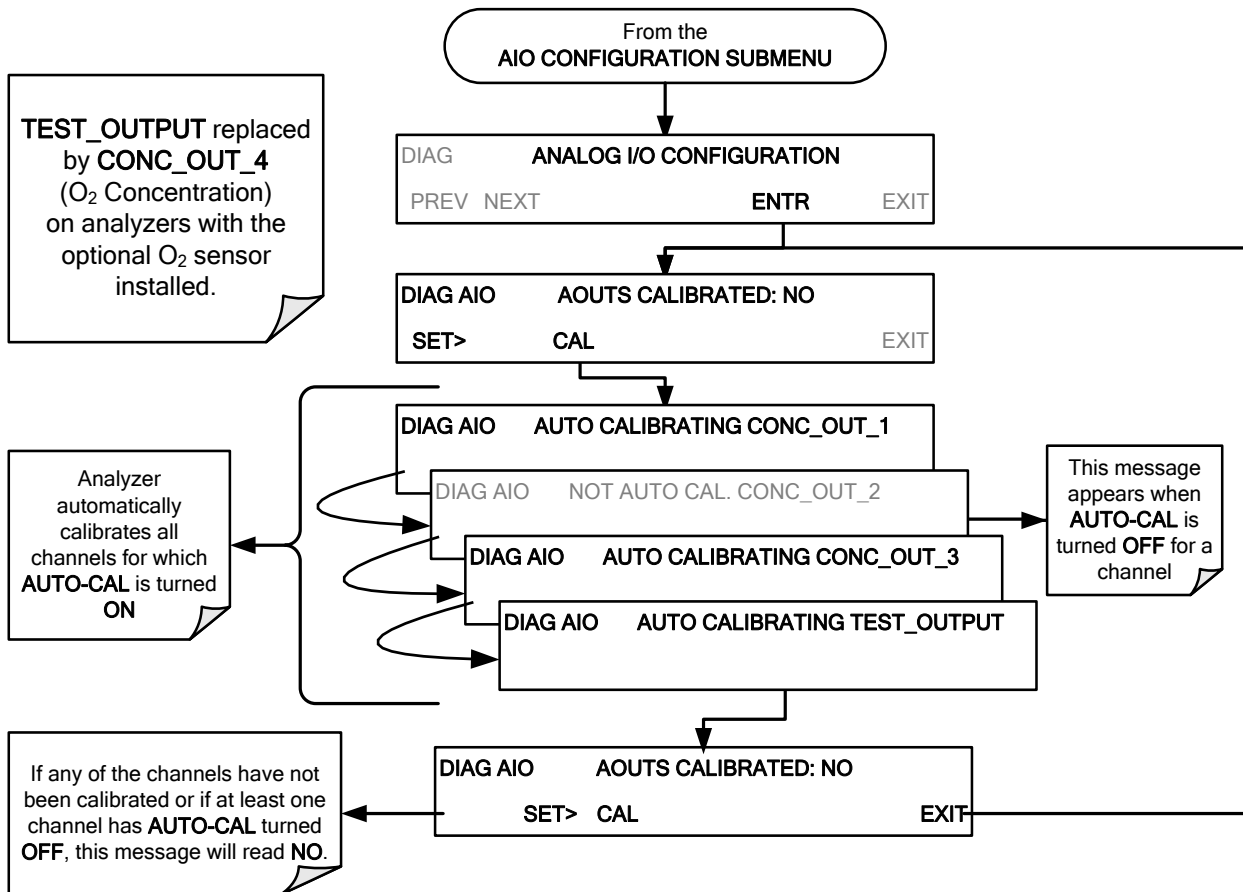 From the
AIO CONFIGURATION SUBMENU
TEST_OUTPUT replaced
by CONC_OUT_4
(O₂ Concentration)
on analyzers with the
optional O₂ sensor
installed.
DIAG ANALOG I/O CONFIGURATION
PREV NEXT ENTR EXIT
DIAG AIO AOUTS CALIBRATED: NO
SET> CAL EXIT
DIAG AIO AUTO CALIBRATING CONC_OUT_1
DIAG AIO NOT AUTO CAL. CONC_OUT_2
DIAG AIO AUTO CALIBRATING CONC_OUT_3
DIAG AIO AUTO CALIBRATING TEST_OUTPUT
Analyzer
automatically
calibrates all
channels for which
AUTO-CAL is turned
ON
This message
appears when
AUTO-CAL is
turned OFF for a
channel
DIAG AIO AOUTS CALIBRATED: NO
SET> CAL EXIT
If any of the channels have not
been calibrated or if at least one
channel has AUTO-CAL turned
OFF, this message will read NO.